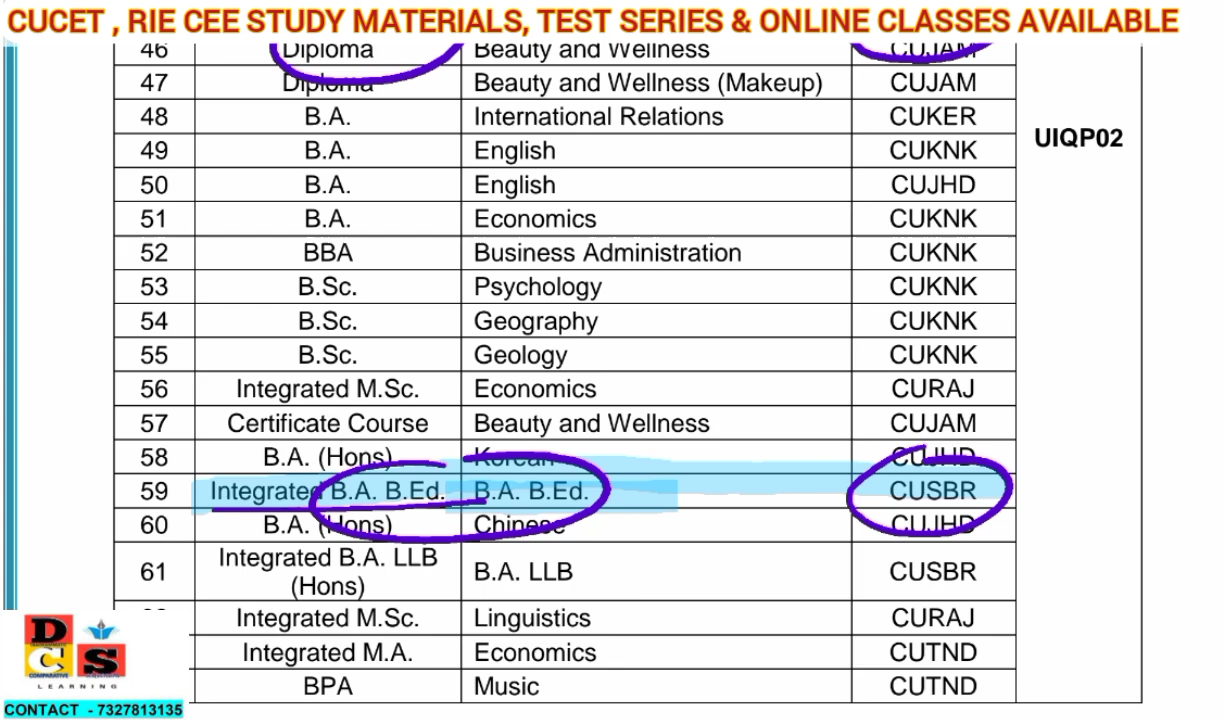 CUCET , RIE CEE STUDY MATERIALS, TEST SERIES & ONLINE CLASSES AVAILABLE
46 Diploma Beauty and Wellness CUJAM
47 Diploma Beauty and Wellness (Makeup) CUJAM
48 B.A. International Relations CUKER
UIQP02
49 B.A. English CUKNK
50 B.A. English CUJHD
51 B.A. Economics CUKNK
52 BBA Business Administration CUKNK
53 B.Sc. Psychology CUKNK
54 B.Sc. Geography CUKNK
55 B.Sc. Geology CUKNK
56 Integrated M.Sc. Economics CURAJ
57 Certificate Course Beauty and Wellness CUJAM
58 B.A. (Hons) Korean CUJHD
59 Integrated B.A. B.Ed. B.A. B.Ed. CUSBR
60 B.A. (Hons) Chinese CUJHD
61 Integrated B.A. LLB (Hons) B.A. LLB CUSBR
Integrated M.Sc. Linguistics CURAJ
Integrated M.A. Economics CUTND
BPA Music CUTND
D
C S
COMPARATIVE
LEARNING
CONTACT - 7327813135